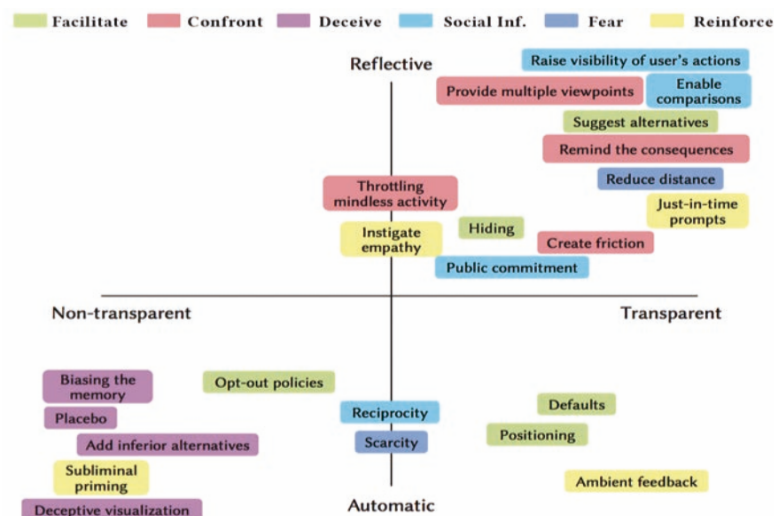 Facilitate Confront Deceive Social Inf. Fear Reinforce
Reflective
Raise visibility of user's actions
Provide multiple viewpoints
Enable
comparisons
Suggest alternatives
Remind the consequences
Reduce distance
Throttling
mindless activity
Just-in-time
prompts
Hiding
Instigate
empathy
Create friction
Public commitment
Non-transparent
Transparent
Biasing the
memory
Opt-out policies
Defaults
Placebo
Reciprocity
Positioning
Add inferior alternatives
Scarcity
Subliminal
priming
Ambient feedback
Deceptive visualization
Automatic